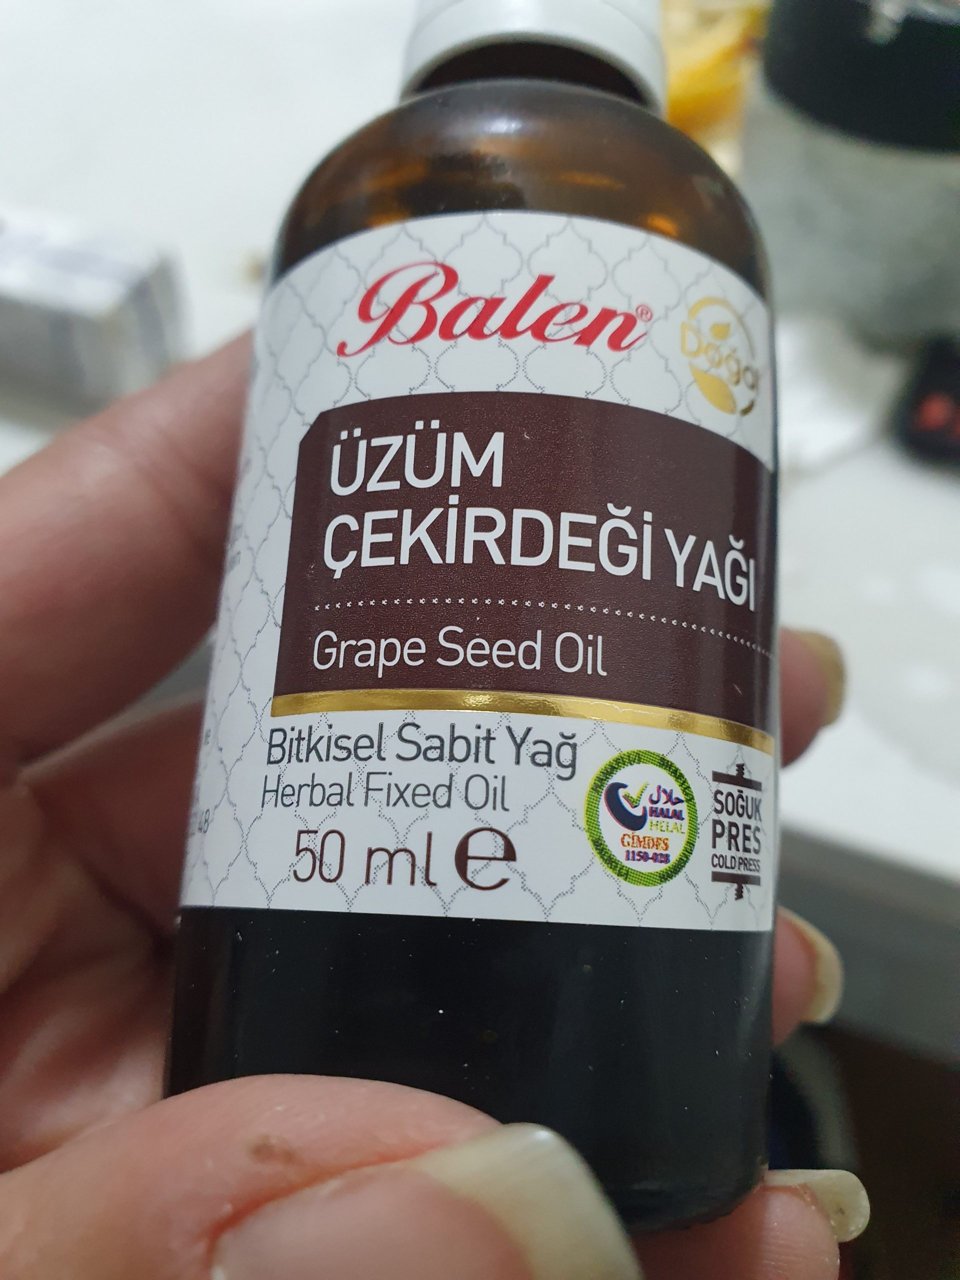 Balen®
Doğal
ÜZÜM
ÇEKİRDEĞİ YAĞI
Grape Seed Oil
Bitkisel Sabit Yağ
Herbal Fixed Oil
50 ml ℮
حلال
HALAL
HELAL
GİMDES
1150-028
SOĞUK
PRES
COLD PRESS